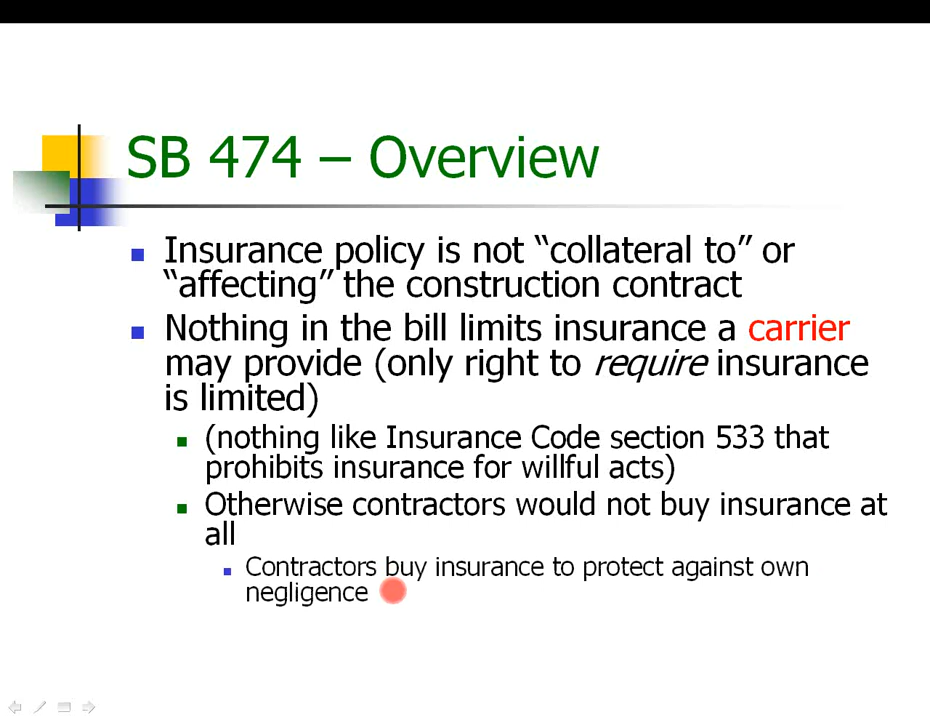 SB 474 – Overview
Insurance policy is not “collateral to” or
“affecting” the construction contract
Nothing in the bill limits insurance a carrier
may provide (only right to require insurance
is limited)
(nothing like Insurance Code section 533 that
prohibits insurance for willful acts)
Otherwise contractors would not buy insurance at
all
Contractors buy insurance to protect against own
negligence